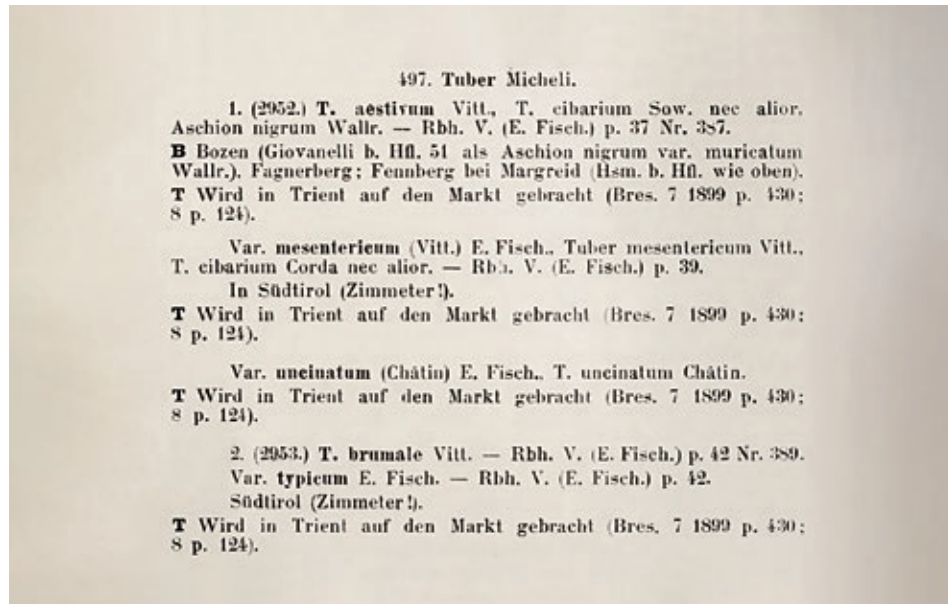 497. Tuber Micheli.
1. (2952.) T. aestivum Vitt., T. cibarium Sow. nec alior.
Aschion nigrum Wallr. — Rbh. V. (E. Fisch.) p. 37 Nr. 387.
B Bozen (Giovanelli b. Hfl. 51 als Aschion nigrum var. muricatum
Wallr.). Fagnerberg; Fennberg bei Margreid (Hsm. b. Hfl. wie oben).
T Wird in Trient auf den Markt gebracht (Bres. 7 1899 p. 430;
8 p. 124).
Var. mesentericum (Vitt.) E. Fisch., Tuber mesentericum Vitt.,
T. cibarium Corda nec alior. — Rbh. V. (E. Fisch.) p. 39.
In Südtirol (Zimmeter!).
T Wird in Trient auf den Markt gebracht (Bres. 7 1899 p. 430;
8 p. 124).
Var. uncinatum (Châtin) E. Fisch., T. uncinatum Châtin.
T Wird in Trient auf den Markt gebracht (Bres. 7 1899 p. 430;
8 p. 124).
2. (2953.) T. brumale Vitt. — Rbh. V. (E. Fisch.) p. 42 Nr. 389.
Var. typicum E. Fisch. — Rbh. V. (E. Fisch.) p. 42.
Südtirol (Zimmeter!).
T Wird in Trient auf den Markt gebracht (Bres. 7 1899 p. 430;
8 p. 124).